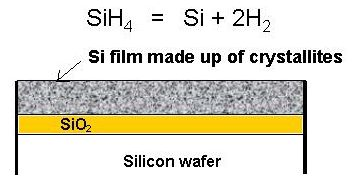 SiH₄ = Si + 2H₂
Si film made up of crystallites
SiO₂
Silicon wafer